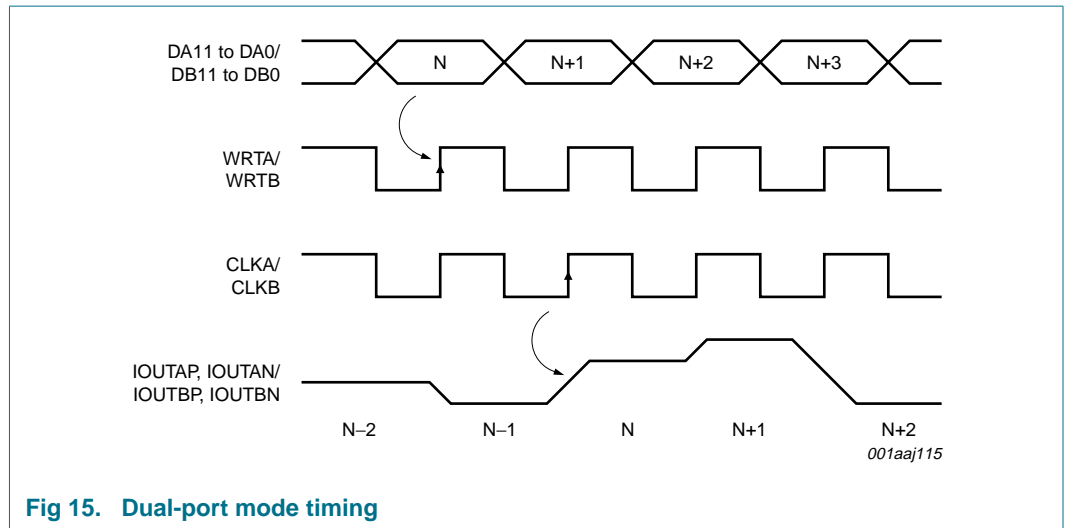 DA11 to DA0/
DB11 to DB0
N
N+1
N+2
N+3
WRTA/
WRTB
CLKA/
CLKB
IOUTAP, IOUTAN/
IOUTBP, IOUTBN
N−2
N−1
N
N+1
N+2
001aaj115
Fig 15. Dual-port mode timing